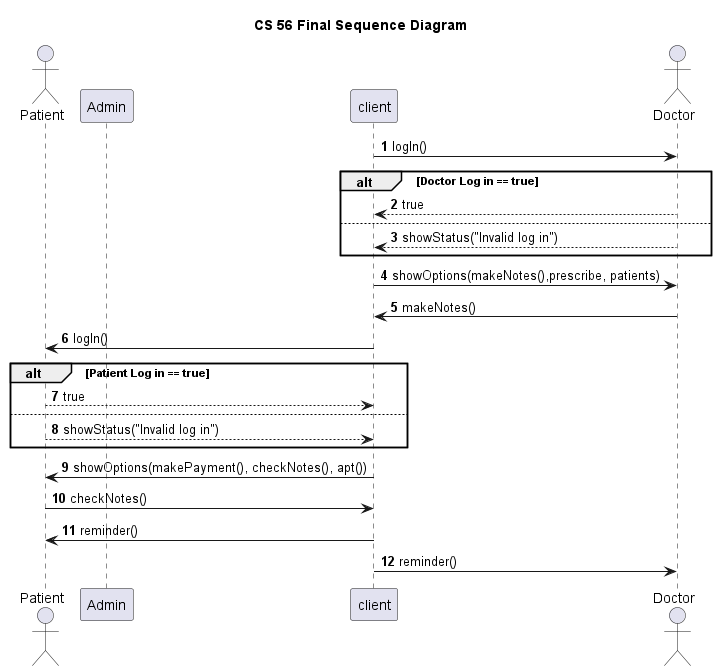 CS 56 Final Sequence Diagram
Patient Admin client Doctor
1 logIn()
alt [Doctor Log in == true]
2 true
3 showStatus("Invalid log in")
4 showOptions(makeNotes(),prescribe, patients)
5 makeNotes()
6 logIn()
alt [Patient Log in == true]
7 true
8 showStatus("Invalid log in")
9 showOptions(makePayment(), checkNotes(), apt())
10 checkNotes()
11 reminder()
12 reminder()
Patient Admin client Doctor